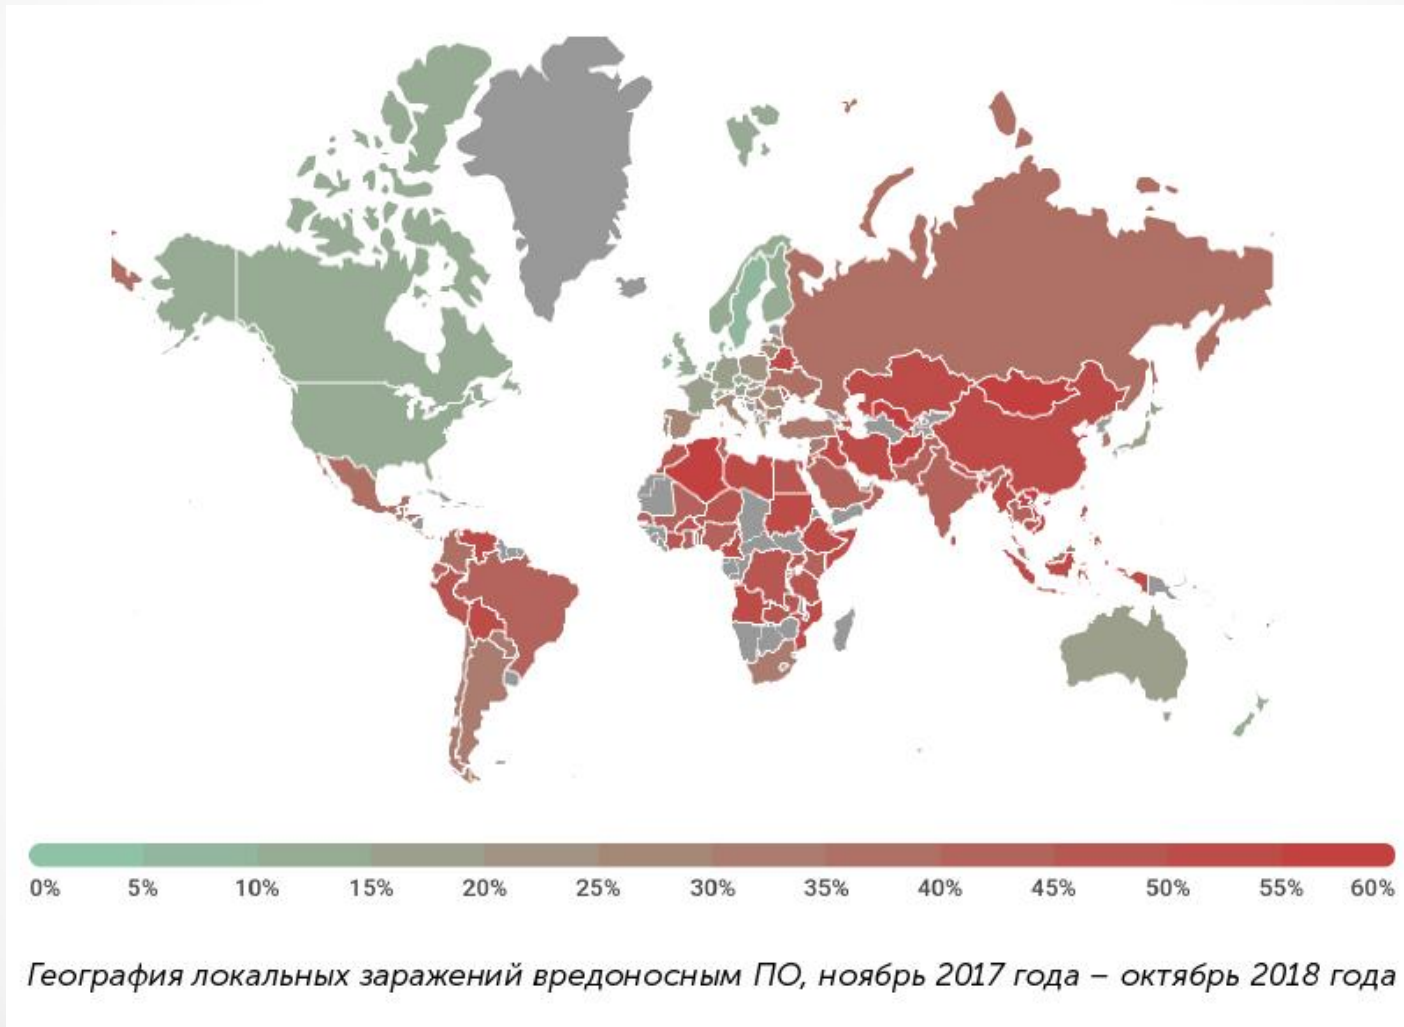 0% 5% 10% 15% 20% 25% 30% 35% 40% 45% 50% 55% 60%
География локальных заражений вредоносным ПО, ноябрь 2017 года – октябрь 2018 года